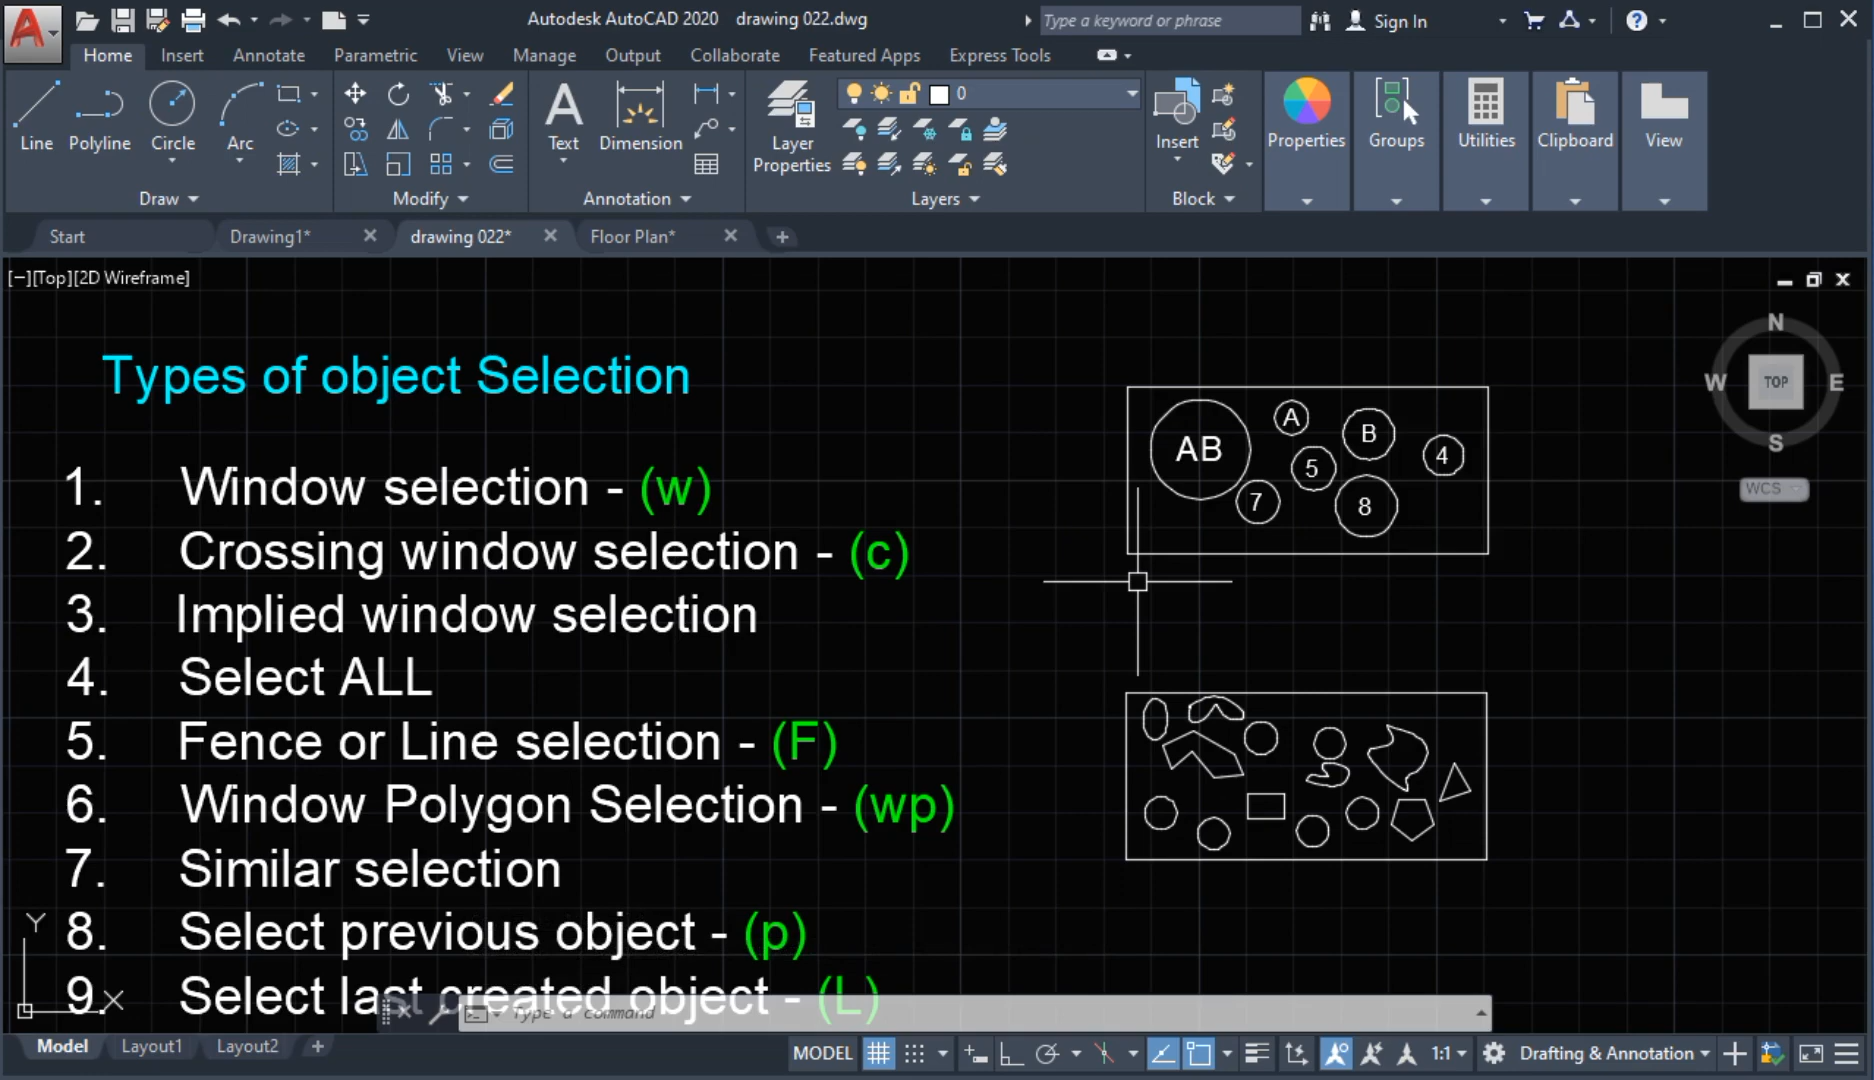 Autodesk AutoCAD 2020 drawing 022.dwg
Type a keyword or phrase
Sign In
Home Insert Annotate Parametric View Manage Output Collaborate Featured Apps Express Tools
Line Polyline Circle Arc
Text Dimension
Layer Properties
0
Insert
Properties Groups Utilities Clipboard View
Draw Modify Annotation Layers Block
Start Drawing1* drawing 022* Floor Plan*
[−][Top][2D Wireframe]
N
W TOP E
S
WCS
Types of object Selection
1. Window selection - (w)
2. Crossing window selection - (c)
3. Implied window selection
4. Select ALL
5. Fence or Line selection - (F)
6. Window Polygon Selection - (wp)
7. Similar selection
8. Select previous object - (p)
9. Select last created object - (L)
AB A B 4
5
7 8
Y
X
Type a command
Model Layout1 Layout2
MODEL 1:1 Drafting & Annotation